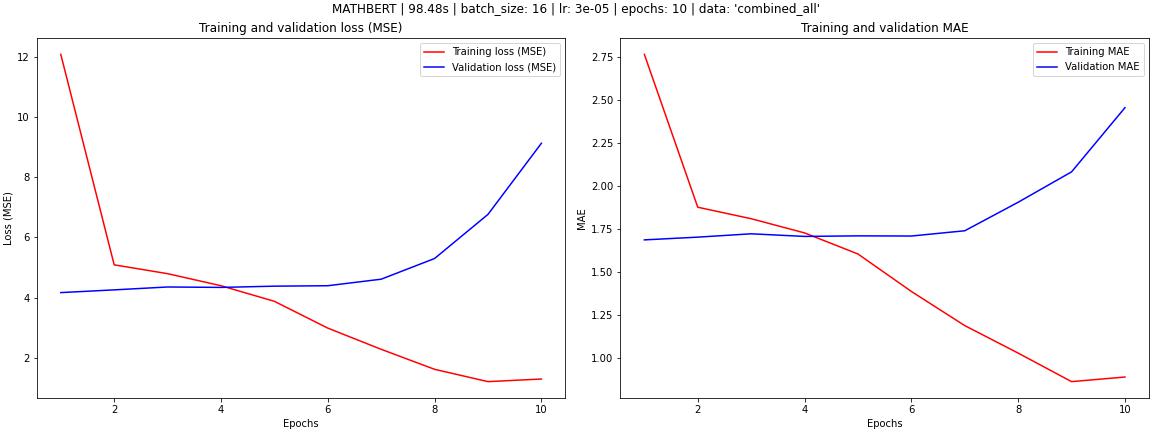 MATHBERT | 98.48s | batch_size: 16 | lr: 3e-05 | epochs: 10 | data: 'combined_all'
Training and validation loss (MSE)
Training loss (MSE)
Validation loss (MSE)
12
10
8
6
4
2
Loss (MSE)
2 4 6 8 10
Epochs
Training and validation MAE
Training MAE
Validation MAE
2.75
2.50
2.25
2.00
1.75
1.50
1.25
1.00
MAE
2 4 6 8 10
Epochs